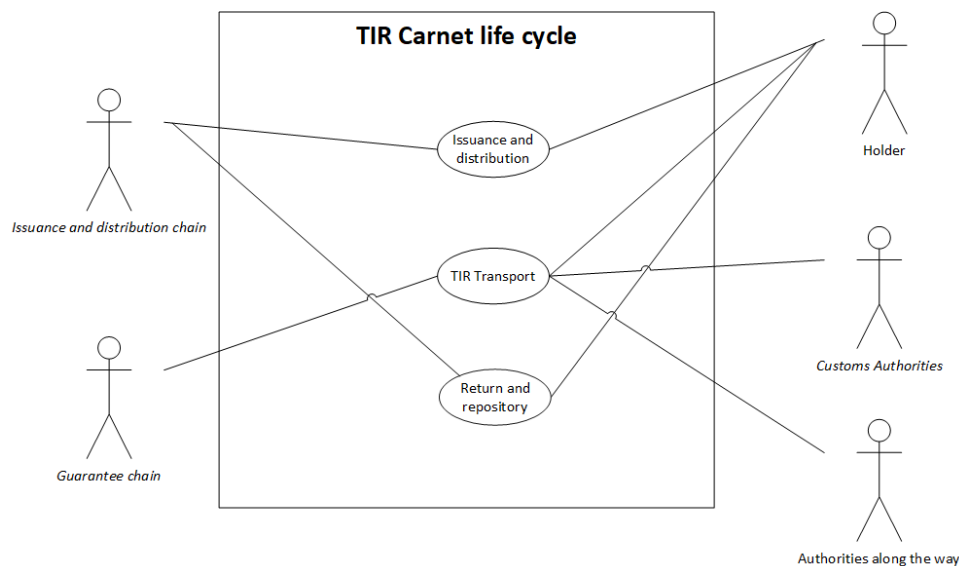 TIR Carnet life cycle
Issuance and
distribution
Holder
Issuance and distribution chain
TIR Transport
Customs Authorities
Return and
repository
Guarantee chain
Authorities along the way